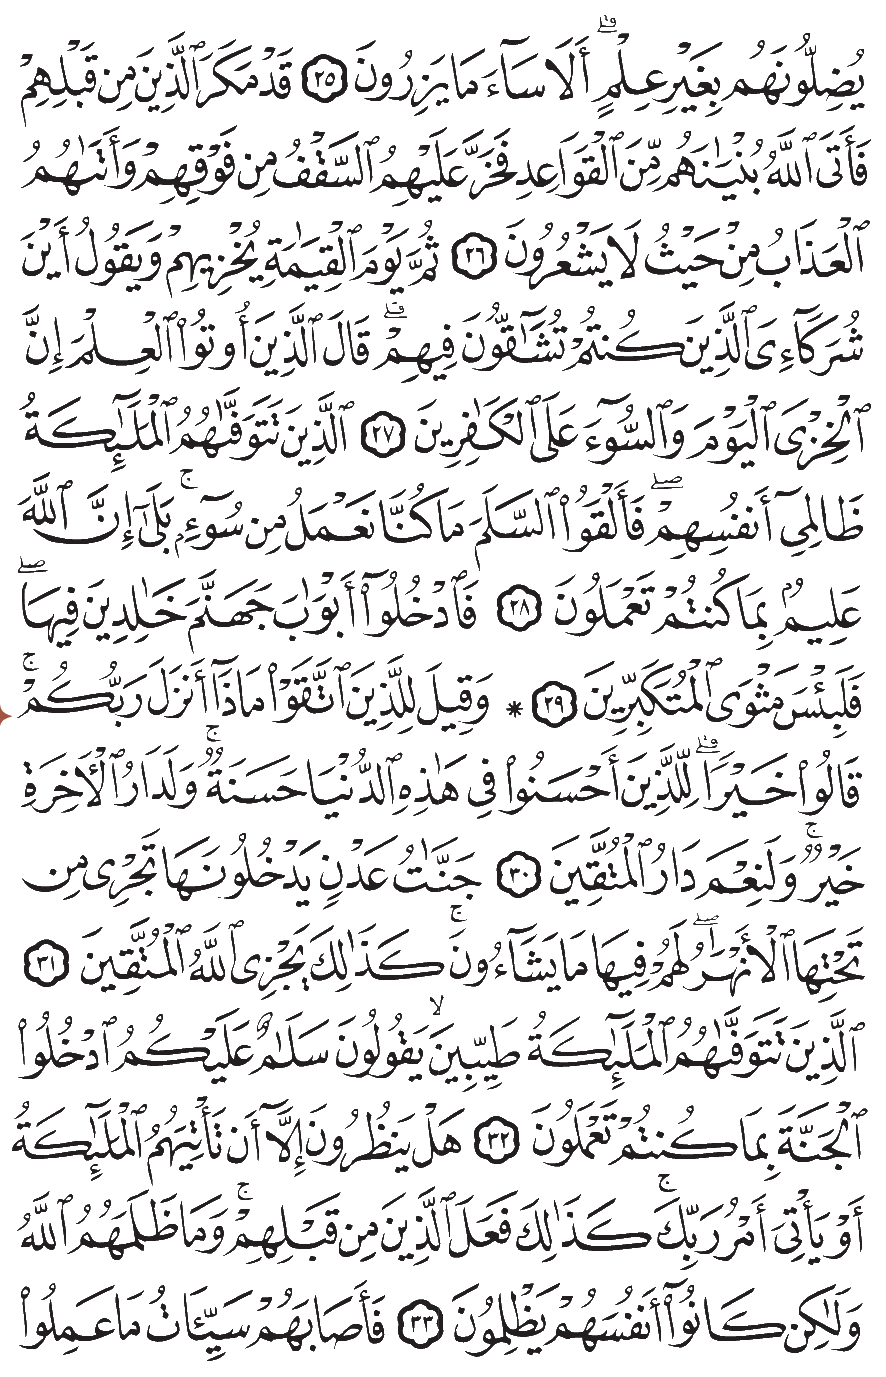 يُضِلُّونَهُم بِغَيْرِ عِلْمٍۗ أَلَا سَآءَ مَا يَزِرُونَ ٢٥ قَدْ مَكَرَ ٱلَّذِينَ مِن قَبْلِهِمْ
فَأَتَى ٱللَّهُ بُنْيَٰنَهُم مِّنَ ٱلْقَوَاعِدِ فَخَرَّ عَلَيْهِمُ ٱلسَّقْفُ مِن فَوْقِهِمْ وَأَتَىٰهُمُ
ٱلْعَذَابُ مِنْ حَيْثُ لَا يَشْعُرُونَ ٢٦ ثُمَّ يَوْمَ ٱلْقِيَٰمَةِ يُخْزِيهِمْ وَيَقُولُ أَيْنَ
شُرَكَآءِىَ ٱلَّذِينَ كُنتُمْ تُشَٰٓقُّونَ فِيهِمْۚ قَالَ ٱلَّذِينَ أُوتُوا۟ ٱلْعِلْمَ إِنَّ
ٱلْخِزْىَ ٱلْيَوْمَ وَٱلسُّوٓءَ عَلَى ٱلْكَٰفِرِينَ ٢٧ ٱلَّذِينَ تَتَوَفَّىٰهُمُ ٱلْمَلَٰٓئِكَةُ
ظَالِمِىٓ أَنفُسِهِمْۖ فَأَلْقَوُا۟ ٱلسَّلَمَ مَا كُنَّا نَعْمَلُ مِن سُوٓءٍۭۚ بَلَىٰٓ إِنَّ ٱللَّهَ
عَلِيمٌۢ بِمَا كُنتُمْ تَعْمَلُونَ ٢٨ فَٱدْخُلُوٓا۟ أَبْوَٰبَ جَهَنَّمَ خَٰلِدِينَ فِيهَاۖ
فَلَبِئْسَ مَثْوَى ٱلْمُتَكَبِّرِينَ ٢٩ * وَقِيلَ لِلَّذِينَ ٱتَّقَوْا۟ مَاذَآ أَنزَلَ رَبُّكُمْۚ
قَالُوا۟ خَيْرًاۗ لِّلَّذِينَ أَحْسَنُوا۟ فِى هَٰذِهِ ٱلدُّنْيَا حَسَنَةٌۚ وَلَدَارُ ٱلْأَخِرَةِ
خَيْرٌۚ وَلَنِعْمَ دَارُ ٱلْمُتَّقِينَ ٣٠ جَنَّٰتُ عَدْنٍ يَدْخُلُونَهَا تَجْرِى مِن
تَحْتِهَا ٱلْأَنْهَٰرُۖ لَهُمْ فِيهَا مَا يَشَآءُونَۚ كَذَٰلِكَ يَجْزِى ٱللَّهُ ٱلْمُتَّقِينَ ٣١
ٱلَّذِينَ تَتَوَفَّىٰهُمُ ٱلْمَلَٰٓئِكَةُ طَيِّبِينَۙ يَقُولُونَ سَلَٰمٌ عَلَيْكُمُ ٱدْخُلُوا۟
ٱلْجَنَّةَ بِمَا كُنتُمْ تَعْمَلُونَ ٣٢ هَلْ يَنظُرُونَ إِلَّآ أَن تَأْتِيَهُمُ ٱلْمَلَٰٓئِكَةُ
أَوْ يَأْتِىَ أَمْرُ رَبِّكَۚ كَذَٰلِكَ فَعَلَ ٱلَّذِينَ مِن قَبْلِهِمْۚ وَمَا ظَلَمَهُمُ ٱللَّهُ
وَلَٰكِن كَانُوٓا۟ أَنفُسَهُمْ يَظْلِمُونَ ٣٣ فَأَصَابَهُمْ سَيِّـَٔاتُ مَا عَمِلُوا۟